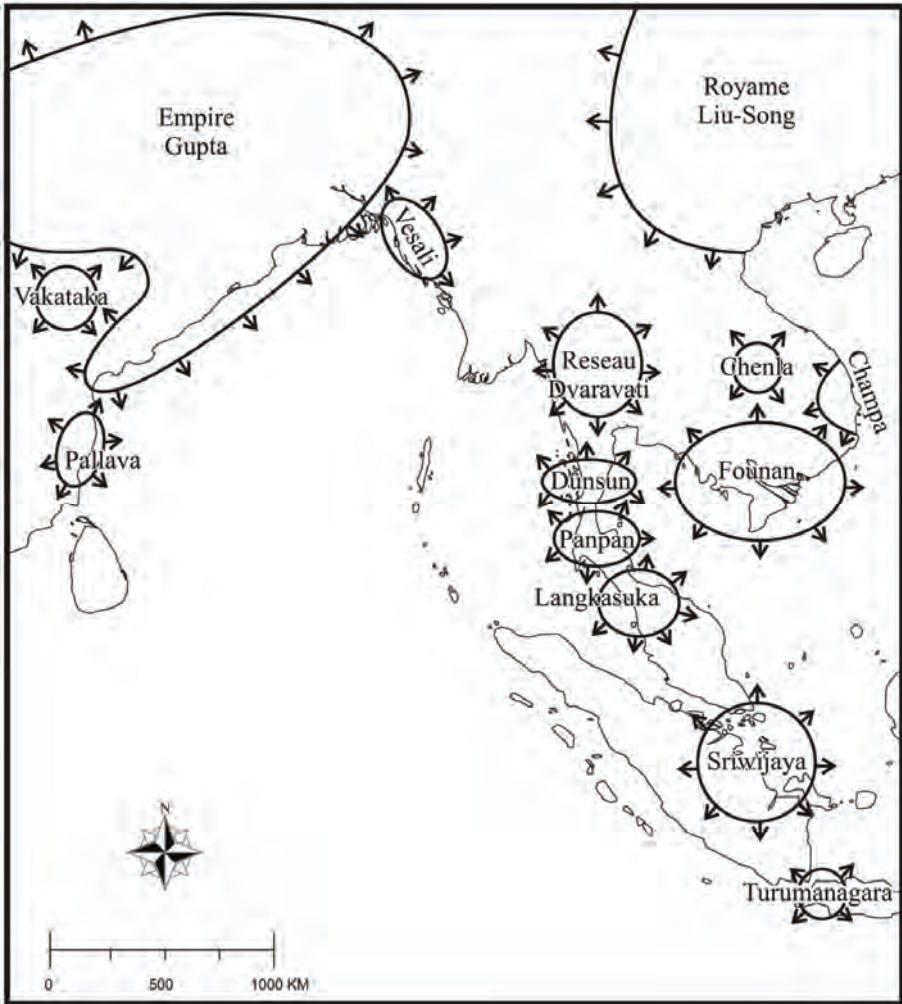 Empire
Gupta
Royame
Liu-Song
Vesali
Vakataka
Reseau
Dvaravati
Chenla
Champa
Pallava
Founan
Dunsun
Panpan
Langkasuka
Sriwijaya
N
Turumanagara
0 500 1000 KM